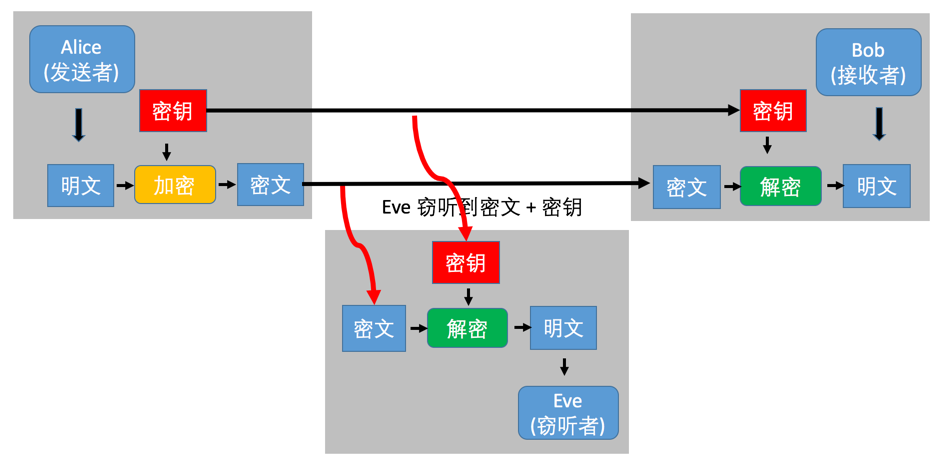 Alice
(发送者)
密钥
明文
加密
密文
Bob
(接收者)
密钥
密文
解密
明文
Eve 窃听到密文 + 密钥
密钥
密文
解密
明文
Eve
(窃听者)